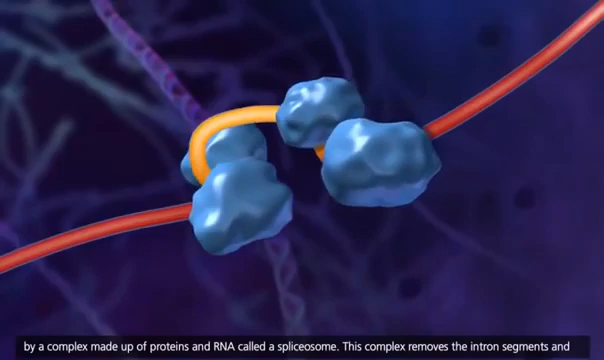 by a complex made up of proteins and RNA called a spliceosome. This complex removes the intron segments and